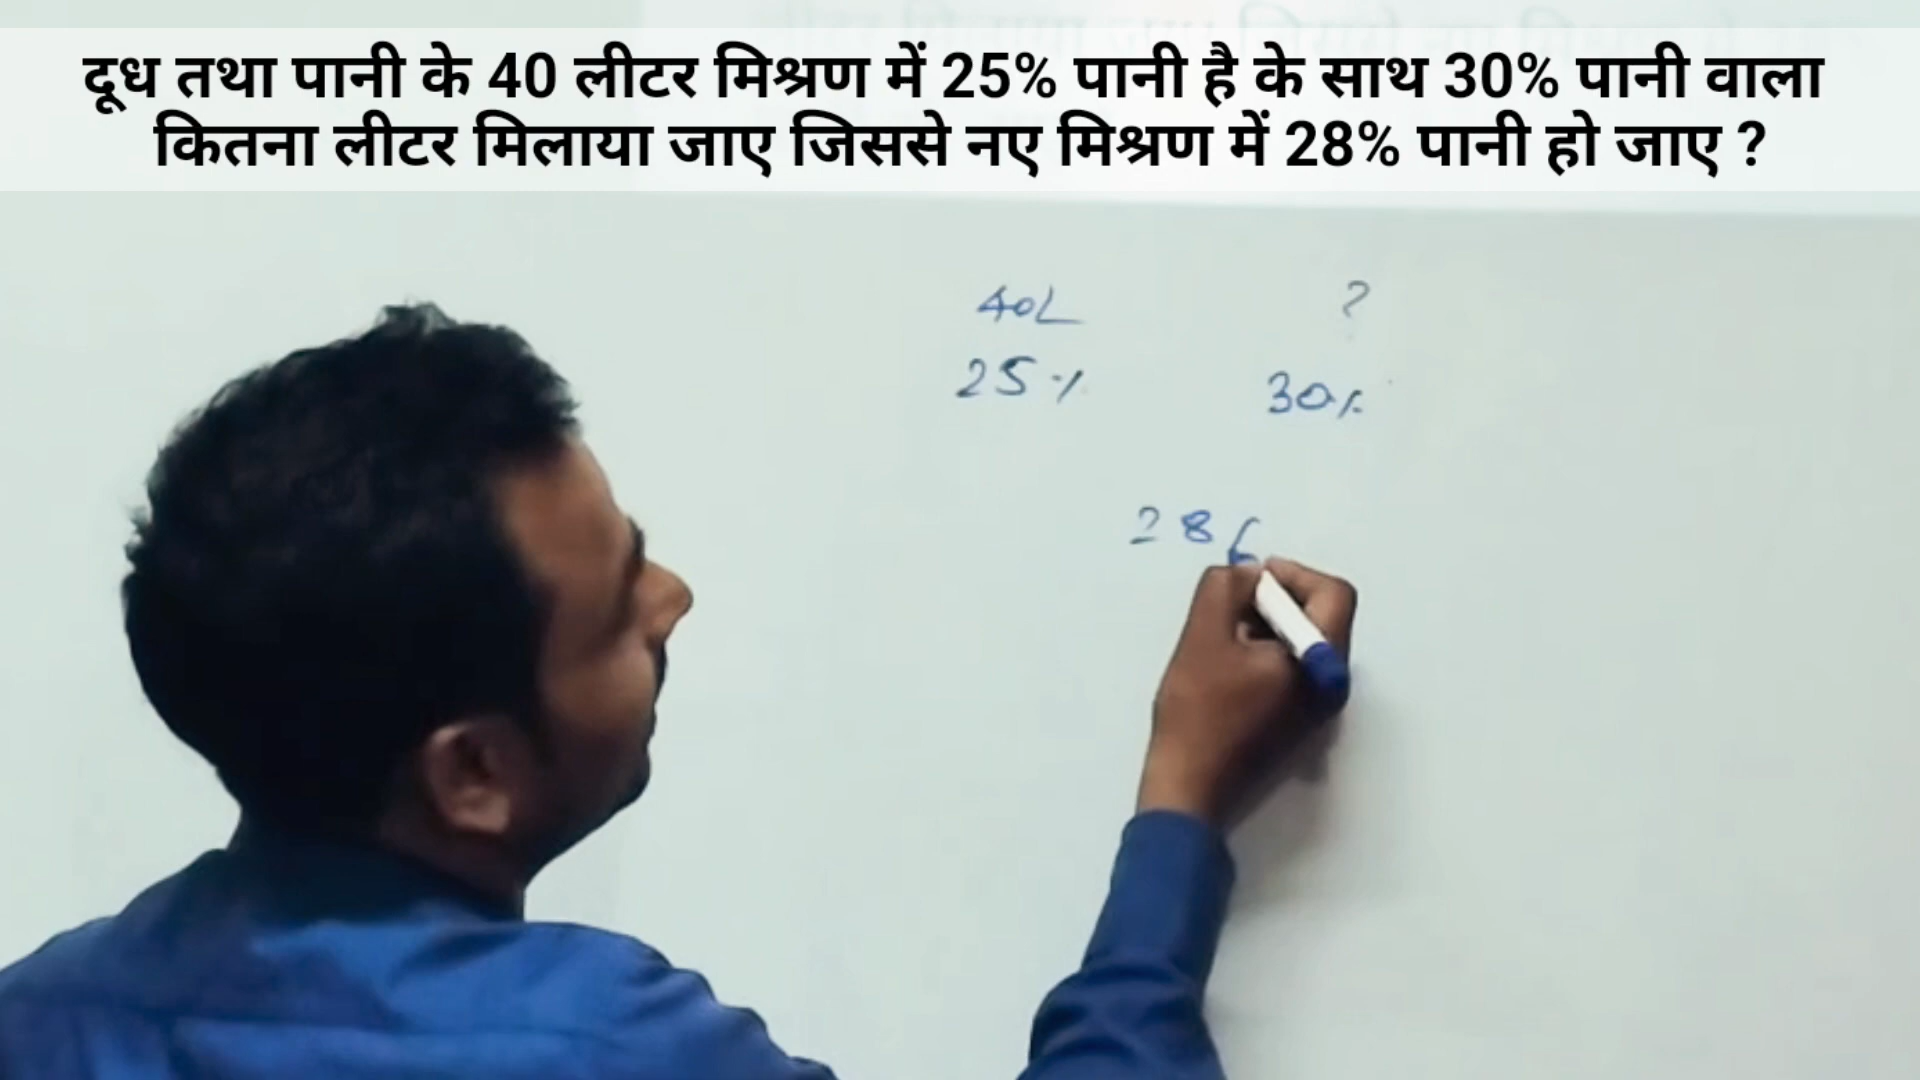 दूध तथा पानी के 40 लीटर मिश्रण में 25% पानी है के साथ 30% पानी वाला
कितना लीटर मिलाया जाए जिससे नए मिश्रण में 28% पानी हो जाए ?
40L ?
25% 30%
28